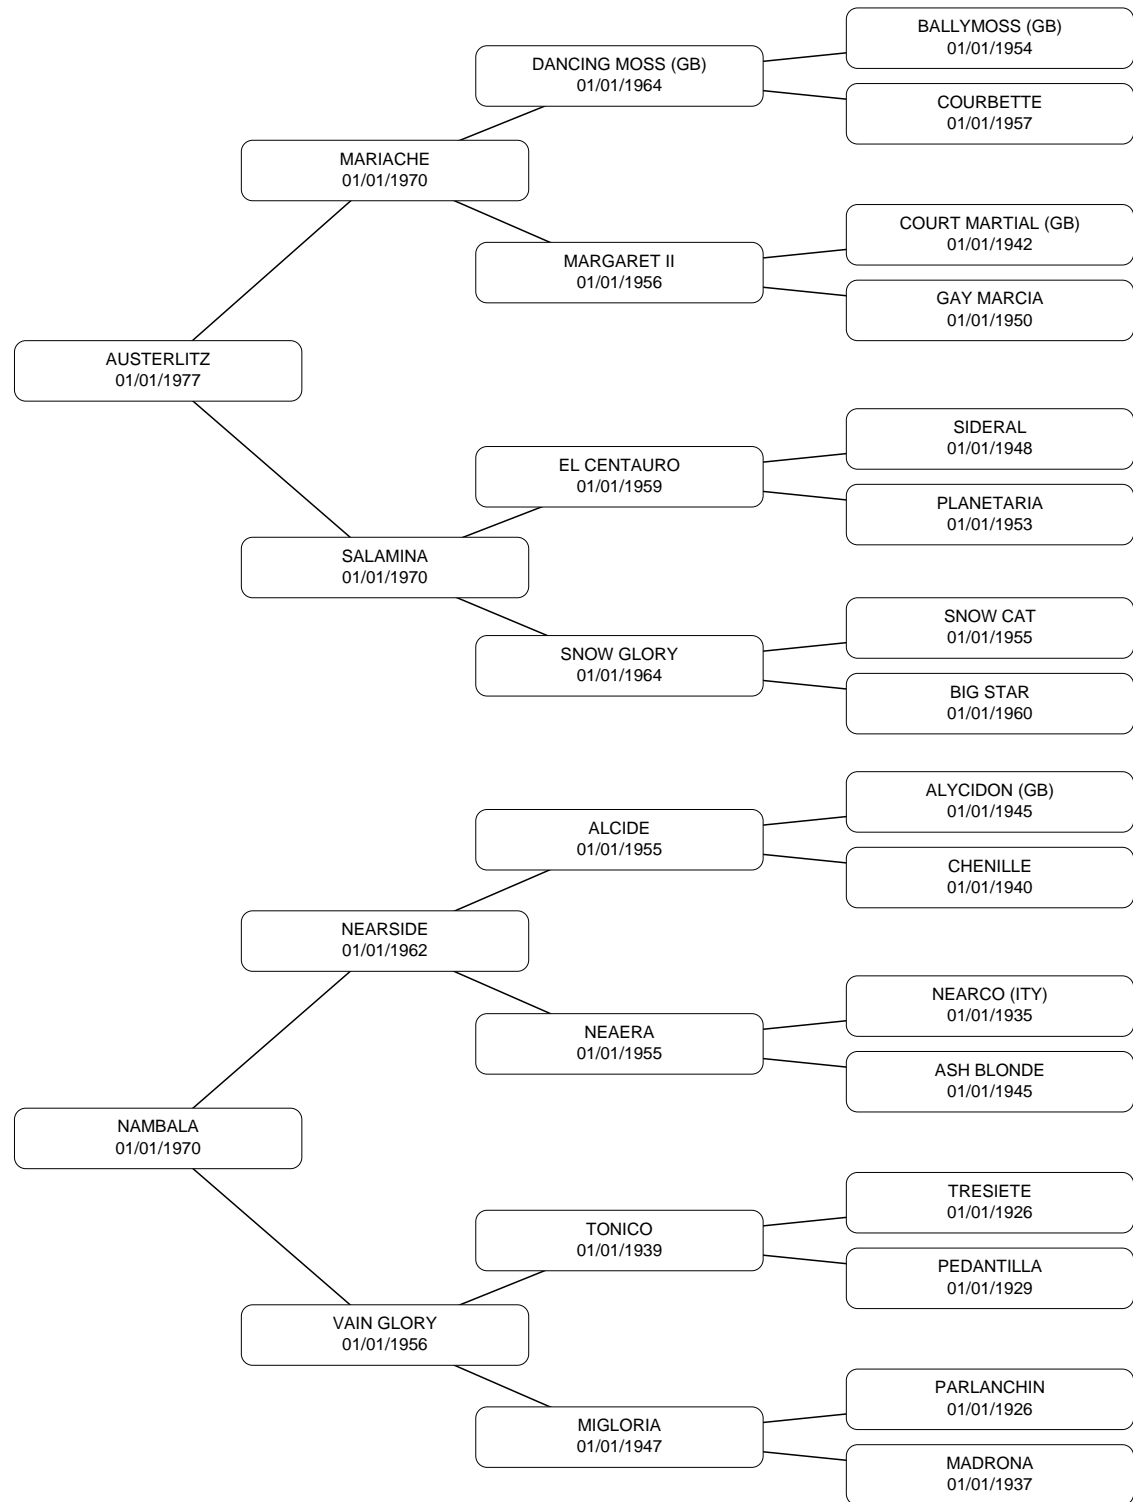 BALLYMOSS (GB)
01/01/1954
DANCING MOSS (GB)
01/01/1964
COURBETTE
01/01/1957
MARIACHE
01/01/1970
COURT MARTIAL (GB)
01/01/1942
MARGARET II
01/01/1956
GAY MARCIA
01/01/1950
AUSTERLITZ
01/01/1977
SIDERAL
01/01/1948
EL CENTAURO
01/01/1959
PLANETARIA
01/01/1953
SALAMINA
01/01/1970
SNOW CAT
01/01/1955
SNOW GLORY
01/01/1964
BIG STAR
01/01/1960
ALYCIDON (GB)
01/01/1945
ALCIDE
01/01/1955
CHENILLE
01/01/1940
NEARSIDE
01/01/1962
NEARCO (ITY)
01/01/1935
NEAERA
01/01/1955
ASH BLONDE
01/01/1945
NAMBALA
01/01/1970
TRESIETE
01/01/1926
TONICO
01/01/1939
PEDANTILLA
01/01/1929
VAIN GLORY
01/01/1956
PARLANCHIN
01/01/1926
MIGLORIA
01/01/1947
MADRONA
01/01/1937